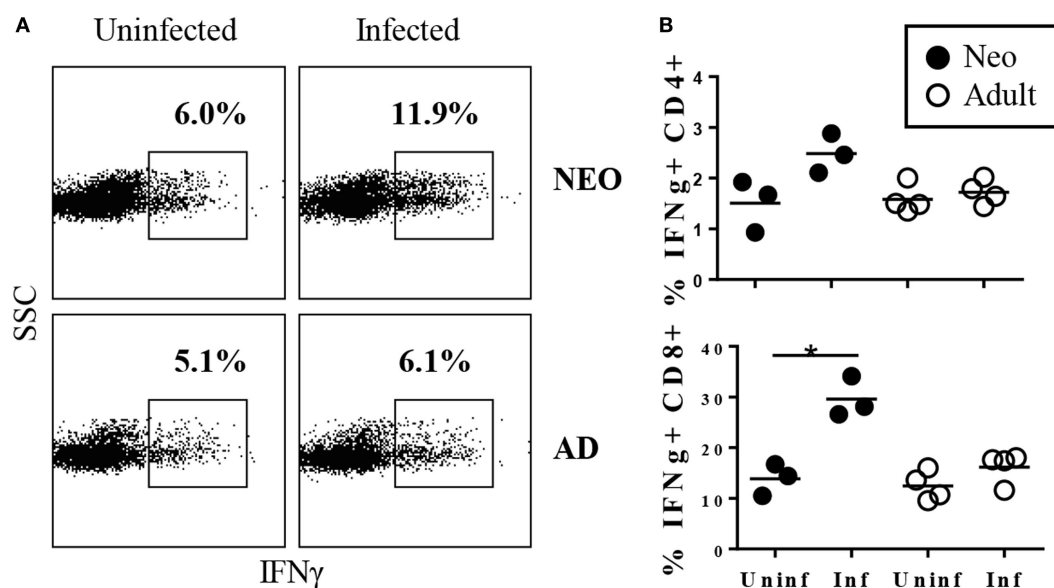 A
Uninfected
Infected
6.0%
11.9%
NEO
5.1%
6.1%
AD
SSC
IFNγ
B
Neo
Adult
% IFNg+ CD4+
4
3
2
1
0
% IFNg+ CD8+
40
30
20
10
0
*
Uninf Inf Uninf Inf